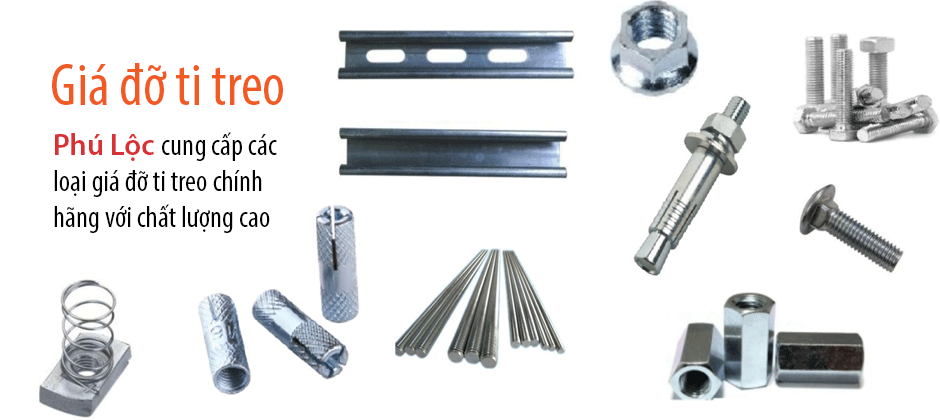 Giá đỡ ti treo
Phú Lộc cung cấp các
loại giá đỡ ti treo chính
hãng với chất lượng cao